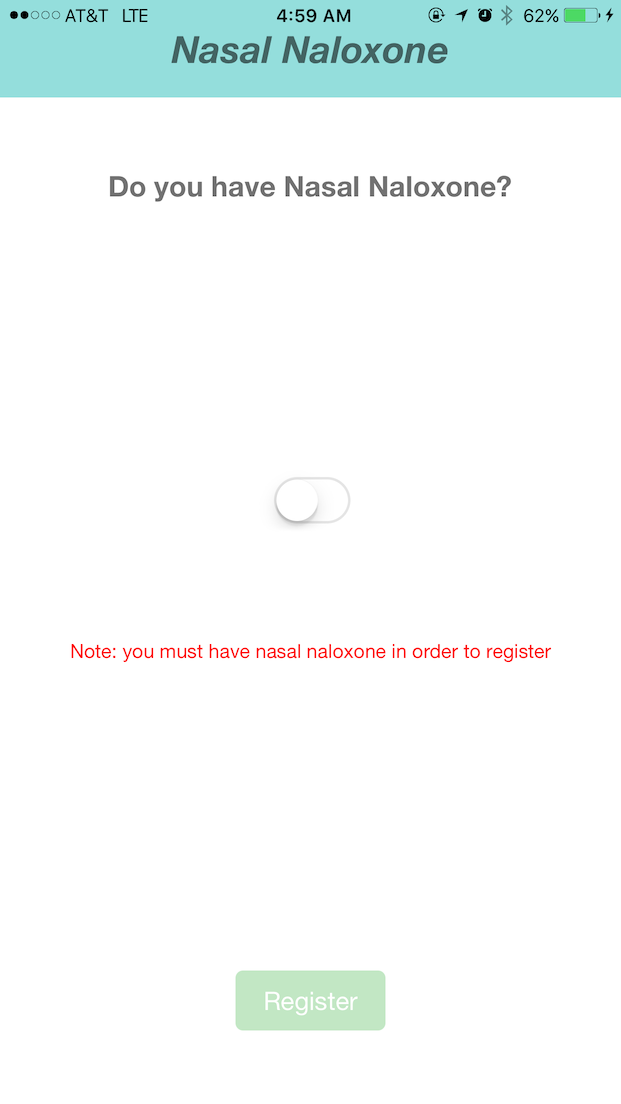 AT&T LTE 4:59 AM 62%
Nasal Naloxone
Do you have Nasal Naloxone?
Note: you must have nasal naloxone in order to register
Register